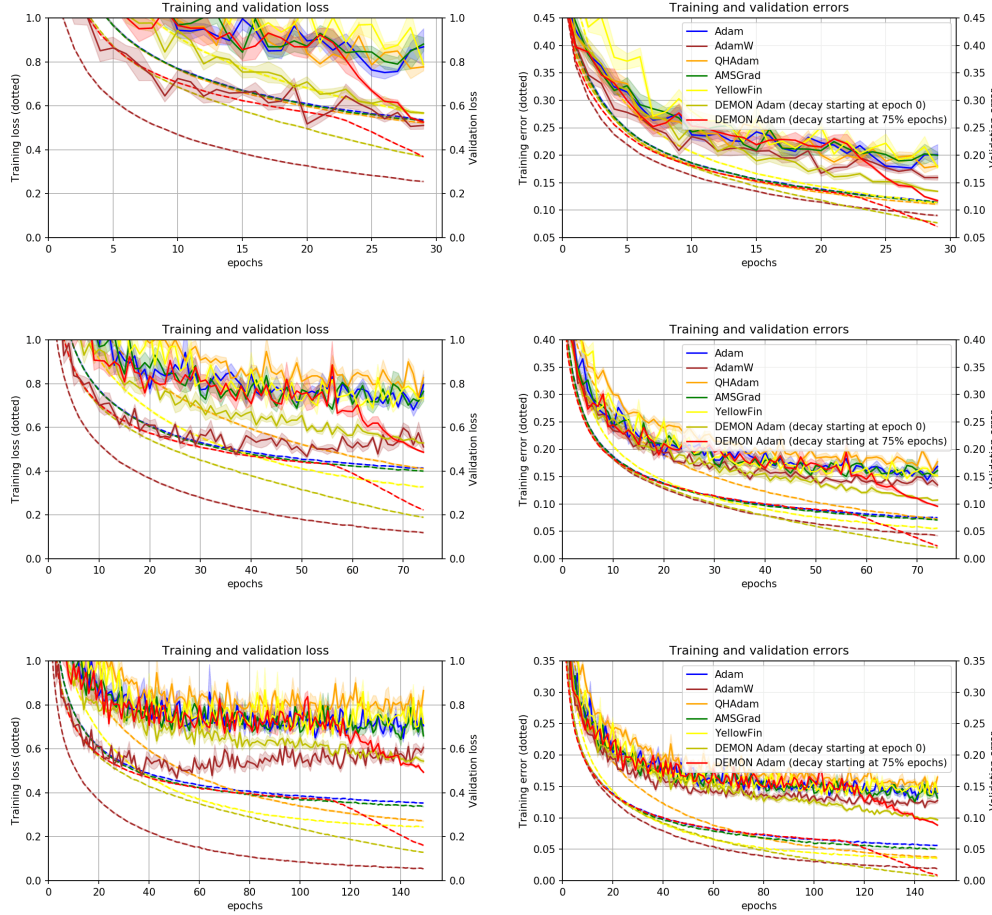 Training and validation loss
1.0 0.8 0.6 0.4 0.2 0.0
Training loss (dotted)
1.0 0.8 0.6 0.4 0.2 0.0
Validation loss
0 5 10 15 20 25 30
epochs
Training and validation errors
0.45 0.40 0.35 0.30 0.25 0.20 0.15 0.10 0.05
Training error (dotted)
Adam
AdamW
QHAdam
AMSGrad
YellowFin
DEMON Adam (decay starting at epoch 0)
DEMON Adam (decay starting at 75% epochs)
0.45 0.40 0.35 0.30 0.25 0.20 0.15 0.10 0.05
0 5 10 15 20 25 30
epochs
Training and validation loss
1.0 0.8 0.6 0.4 0.2 0.0
Training loss (dotted)
1.0 0.8 0.6 0.4 0.2 0.0
Validation loss
0 10 20 30 40 50 60 70
epochs
Training and validation errors
0.40 0.35 0.30 0.25 0.20 0.15 0.10 0.05 0.00
Training error (dotted)
Adam
AdamW
QHAdam
AMSGrad
YellowFin
DEMON Adam (decay starting at epoch 0)
DEMON Adam (decay starting at 75% epochs)
0.40 0.35 0.30 0.25 0.20 0.15 0.10 0.05 0.00
0 10 20 30 40 50 60 70
epochs
Training and validation loss
1.0 0.8 0.6 0.4 0.2 0.0
Training loss (dotted)
1.0 0.8 0.6 0.4 0.2 0.0
Validation loss
0 20 40 60 80 100 120 140
epochs
Training and validation errors
0.35 0.30 0.25 0.20 0.15 0.10 0.05 0.00
Training error (dotted)
Adam
AdamW
QHAdam
AMSGrad
YellowFin
DEMON Adam (decay starting at epoch 0)
DEMON Adam (decay starting at 75% epochs)
0.35 0.30 0.25 0.20 0.15 0.10 0.05 0.00
0 20 40 60 80 100 120 140
epochs